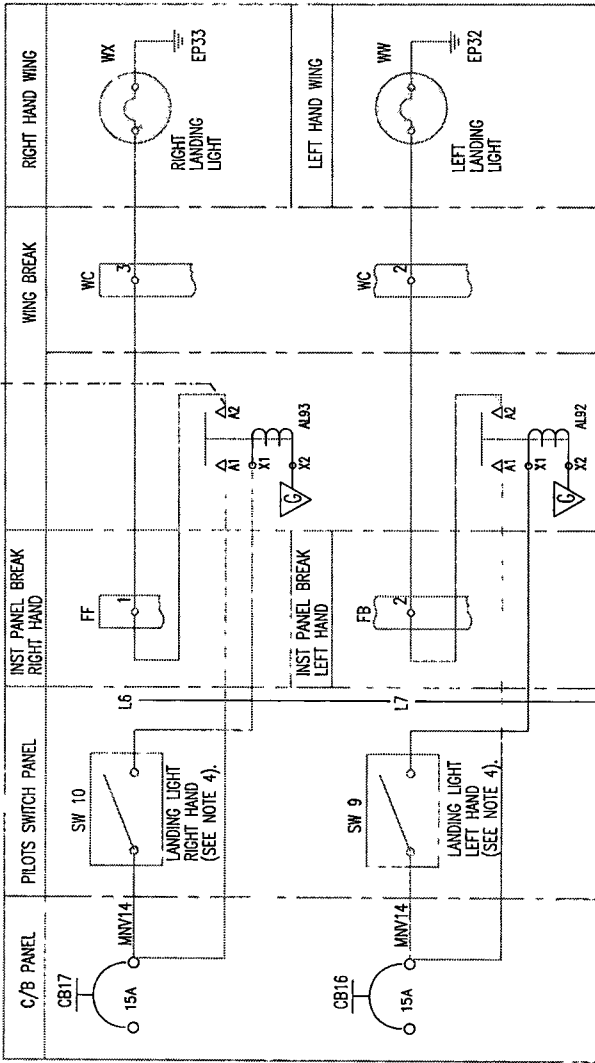 C/B PANEL
PILOTS SWITCH PANEL
INST PANEL BREAK
RIGHT HAND
WING BREAK
RIGHT HAND WING
CB17
15A
MNV14
SW 10
LANDING LIGHT
RIGHT HAND
(SEE NOTE 4).
L6
FF
1
A1
A2
X1
X2
AL93
G
WC
3
WX
EP33
RIGHT
LANDING
LIGHT
INST PANEL BREAK
LEFT HAND
LEFT HAND WING
CB16
15A
MNV14
SW 9
LANDING LIGHT
LEFT HAND
(SEE NOTE 4).
L7
FB
2
A1
A2
X1
X2
AL92
G
WC
2
WW
EP32
LEFT
LANDING
LIGHT